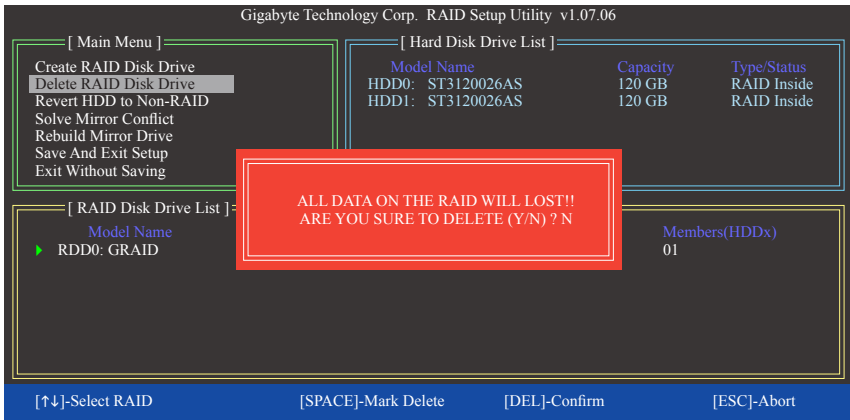 Gigabyte Technology Corp. RAID Setup Utility v1.07.06
[ Main Menu ]
Create RAID Disk Drive
Delete RAID Disk Drive
Revert HDD to Non-RAID
Solve Mirror Conflict
Rebuild Mirror Drive
Save And Exit Setup
Exit Without Saving
[ Hard Disk Drive List ]
Model Name Capacity Type/Status
HDD0: ST3120026AS 120 GB RAID Inside
HDD1: ST3120026AS 120 GB RAID Inside
ALL DATA ON THE RAID WILL LOST!!
ARE YOU SURE TO DELETE (Y/N) ? N
[ RAID Disk Drive List ]
Model Name Members(HDDx)
RDD0: GRAID 01
[↑↓]-Select RAID [SPACE]-Mark Delete [DEL]-Confirm [ESC]-Abort